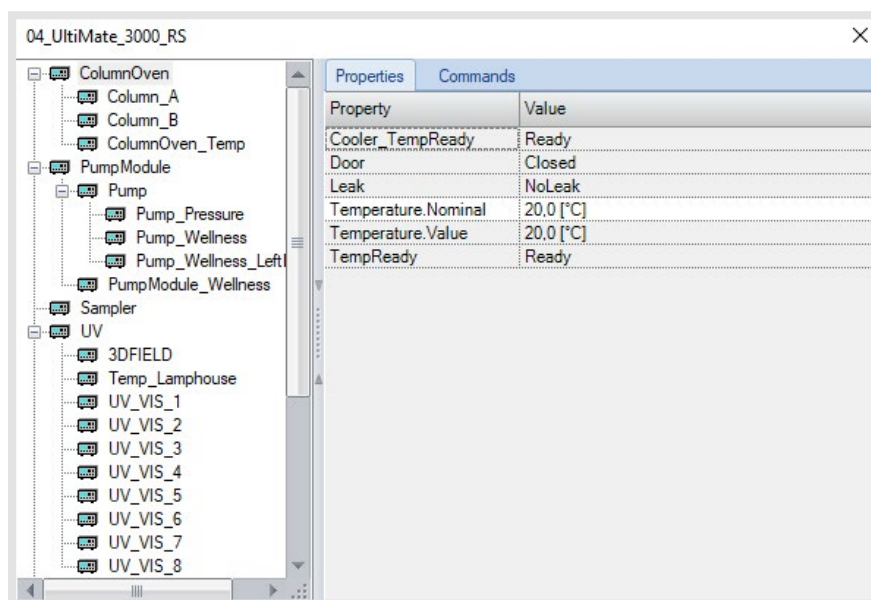 04_UltiMate_3000_RS
ColumnOven
Column_A
Column_B
ColumnOven_Temp
PumpModule
Pump
Pump_Pressure
Pump_Wellness
Pump_Wellness_Left
PumpModule_Wellness
Sampler
UV
3DFIELD
Temp_Lamphouse
UV_VIS_1
UV_VIS_2
UV_VIS_3
UV_VIS_4
UV_VIS_5
UV_VIS_6
UV_VIS_7
UV_VIS_8
Properties Commands
Property Value
Cooler_TempReady Ready
Door Closed
Leak NoLeak
Temperature.Nominal 20,0 [°C]
Temperature.Value 20,0 [°C]
TempReady Ready